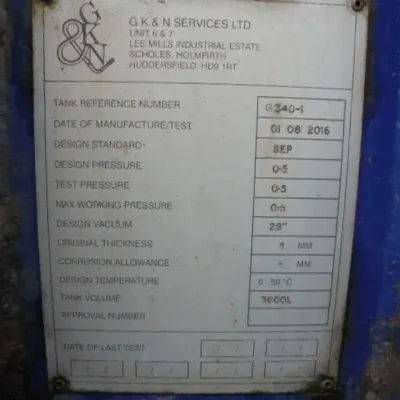 G K & N
G K & N SERVICES LTD
UNIT 6 & 7
LEE MILLS INDUSTRIAL ESTATE
SCHOLES, HOLMFIRTH
HUDDERSFIELD HD9 1RT
TANK REFERENCE NUMBER G340-1
DATE OF MANUFACTURE/TEST 01 08 2016
DESIGN STANDARD SEP
DESIGN PRESSURE 0.5
TEST PRESSURE 0.5
MAX WORKING PRESSURE 0.5
DESIGN VACUUM 28"
ORIGINAL THICKNESS MM
CORROSION ALLOWANCE - MM
DESIGN TEMPERATURE 0-50°C
TANK VOLUME 3600L
APPROVAL NUMBER
DATE OF LAST TEST / /  / /
/ /  / /  / /  / /